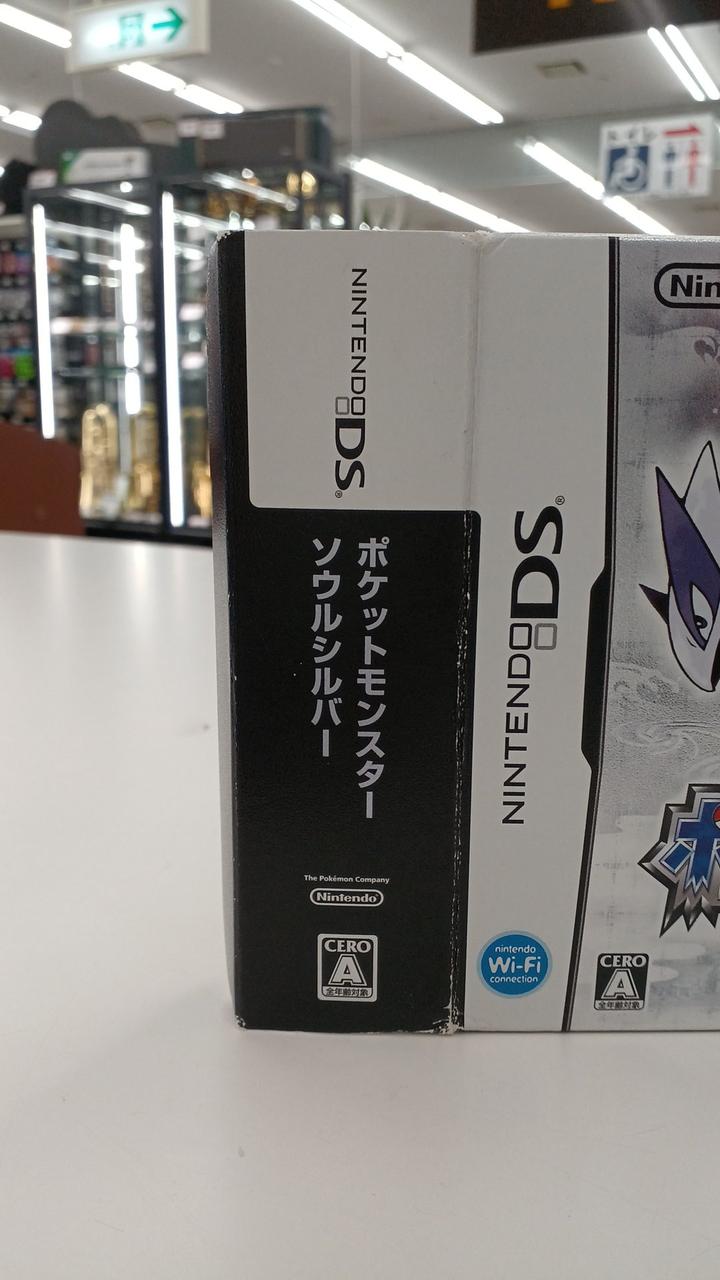 NINTENDO DS®
ポケットモンスター
ソウルシルバー
The Pokémon Company
Nintendo
CERO
A
全年齢対象
NINTENDO DS®
nintendo
Wi-Fi
connection
CERO
A
全年齢対象
Nin
ポ